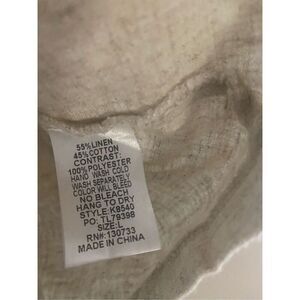 55%LINEN
45%COTTON
CONTRAST:
100%POLYESTER
HAND WASH COLD
WASH SEPARATELY
COLOR WILL BLEED
NO BLEACH
HANG TO DRY
STYLE:K8540
PO: TL79398
SIZE:L
RN#:130733
MADE IN CHINA